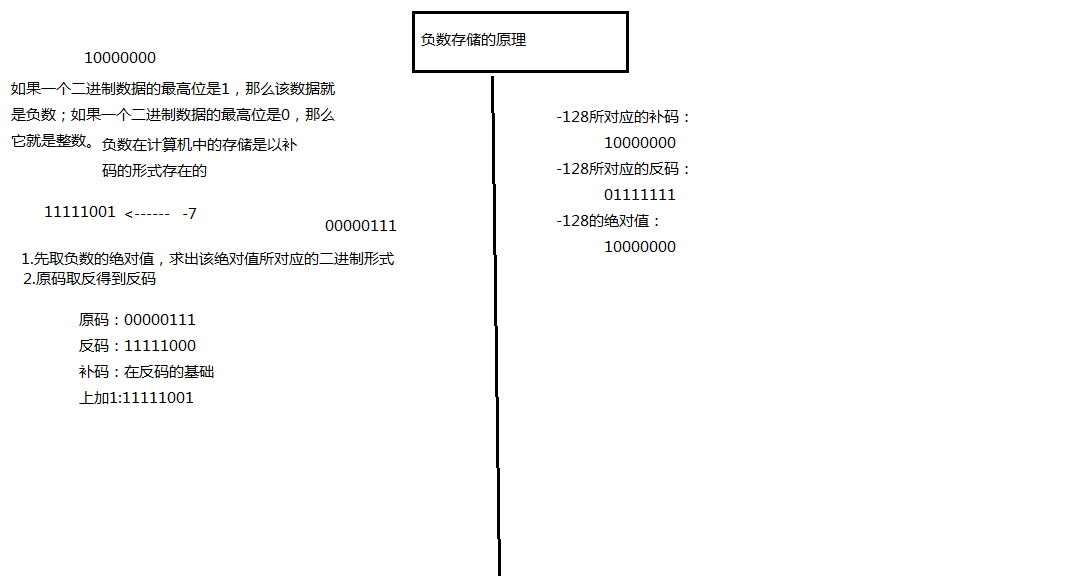 负数存储的原理
10000000
如果一个二进制数据的最高位是1，那么该数据就
是负数；如果一个二进制数据的最高位是0，那么
它就是整数。
负数在计算机中的存储是以补
码的形式存在的
11111001 <------ -7
00000111
1.先取负数的绝对值，求出该绝对值所对应的二进制形式
2.原码取反得到反码
原码：00000111
反码：11111000
补码：在反码的基础
上加1:11111001
-128所对应的补码：
10000000
-128所对应的反码：
01111111
-128的绝对值：
10000000